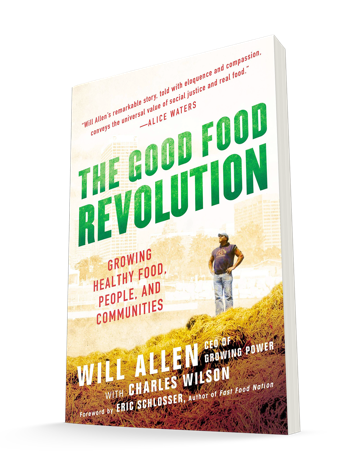 "Will Allen's remarkable story, told with eloquence and compassion,
conveys the universal value of social justice and real food."
—ALICE WATERS
THE GOOD FOOD
REVOLUTION
GROWING
HEALTHY FOOD,
PEOPLE, AND
COMMUNITIES
WILL ALLEN CEO OF
GROWING POWER
WITH CHARLES WILSON
Foreword by ERIC SCHLOSSER, Author of Fast Food Nation